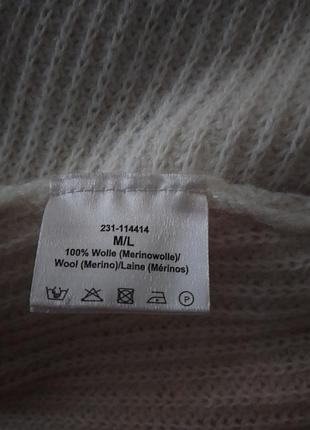 231-114414
M/L
100% Wolle (Merinowolle)/
Wool (Merino)/Laine (Mérinos)
P